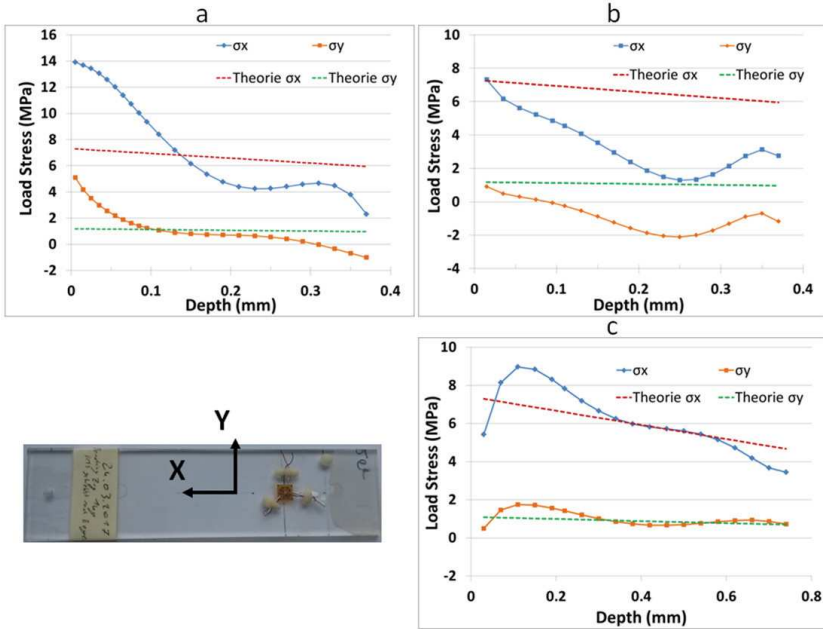 a
σx
σy
Theorie σx
Theorie σy
Load Stress (MPa)
16
14
12
10
8
6
4
2
0
-2
0
0.1
0.2
0.3
0.4
Depth (mm)
b
σx
σy
Theorie σx
Theorie σy
Load Stress (MPa)
10
8
6
4
2
0
-2
-4
0
0.1
0.2
0.3
0.4
Depth (mm)
Y
X
26.03.2017
c
σx
σy
Theorie σx
Theorie σy
Load Stress (MPa)
10
8
6
4
2
0
-2
0
0.2
0.4
0.6
0.8
Depth (mm)